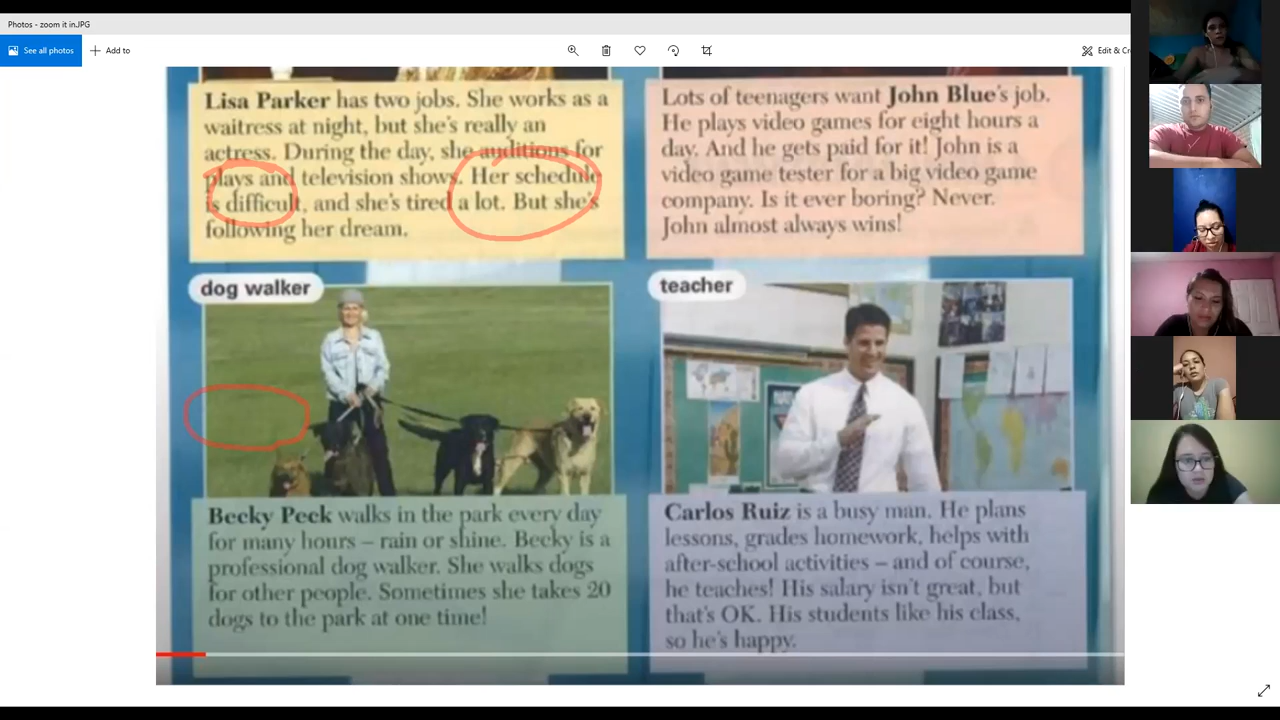 Photos - zoom it in.JPG
See all photos
Add to
Edit & Cr
Lisa Parker has two jobs. She works as a
waitress at night, but she's really an
actress. During the day, she auditions for
plays and television shows. Her schedule
is difficult, and she's tired a lot. But she's
following her dream.
Lots of teenagers want John Blue's job.
He plays video games for eight hours a
day. And he gets paid for it! John is a
video game tester for a big video game
company. Is it ever boring? Never.
John almost always wins!
dog walker
teacher
Becky Peck walks in the park every day
for many hours – rain or shine. Becky is a
professional dog walker. She walks dogs
for other people. Sometimes she takes 20
dogs to the park at one time!
Carlos Ruiz is a busy man. He plans
lessons, grades homework, helps with
after-school activities – and of course,
he teaches! His salary isn't great, but
that's OK. His students like his class,
so he's happy.